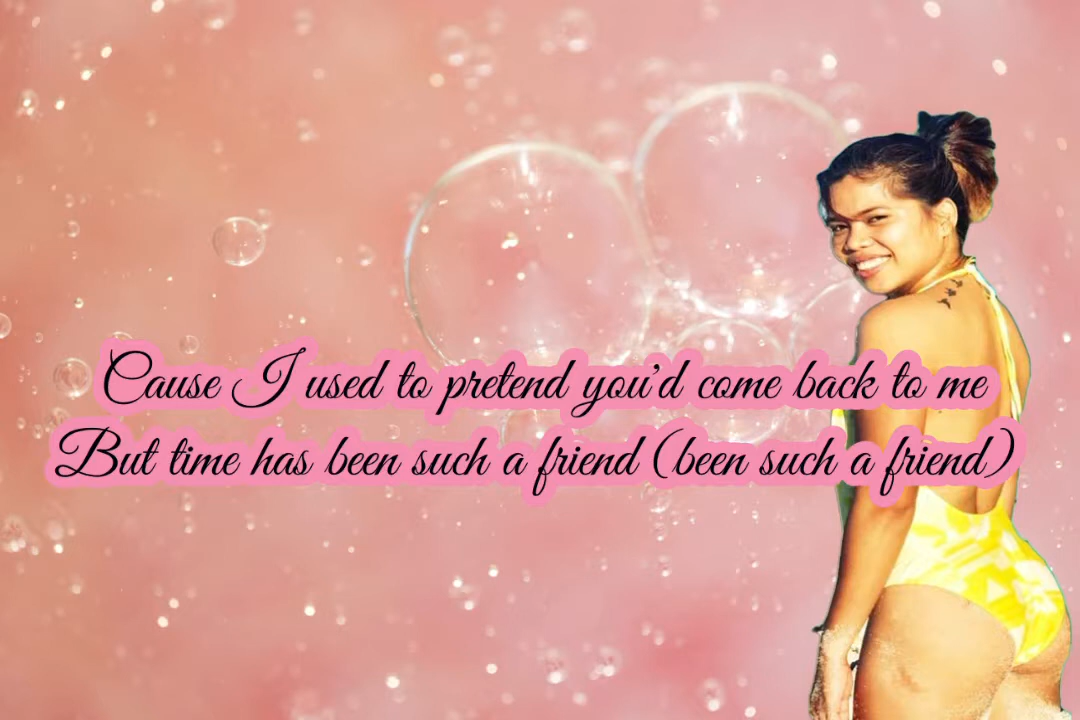 Cause I used to pretend you'd come back to me
But time has been such a friend (been such a friend)